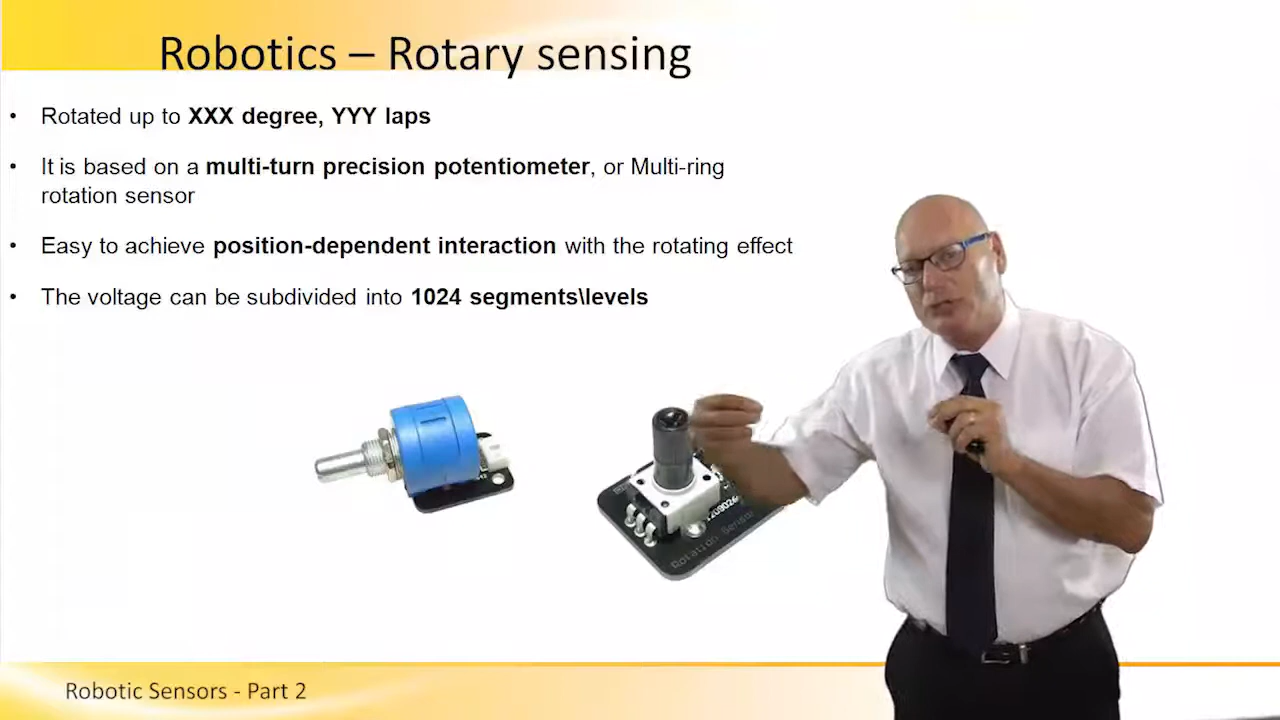 Robotics – Rotary sensing
• Rotated up to XXX degree, YYY laps
• It is based on a multi-turn precision potentiometer, or Multi-ring
rotation sensor
• Easy to achieve position-dependent interaction with the rotating effect
• The voltage can be subdivided into 1024 segments\levels
Rotation Sensor
Robotic Sensors - Part 2